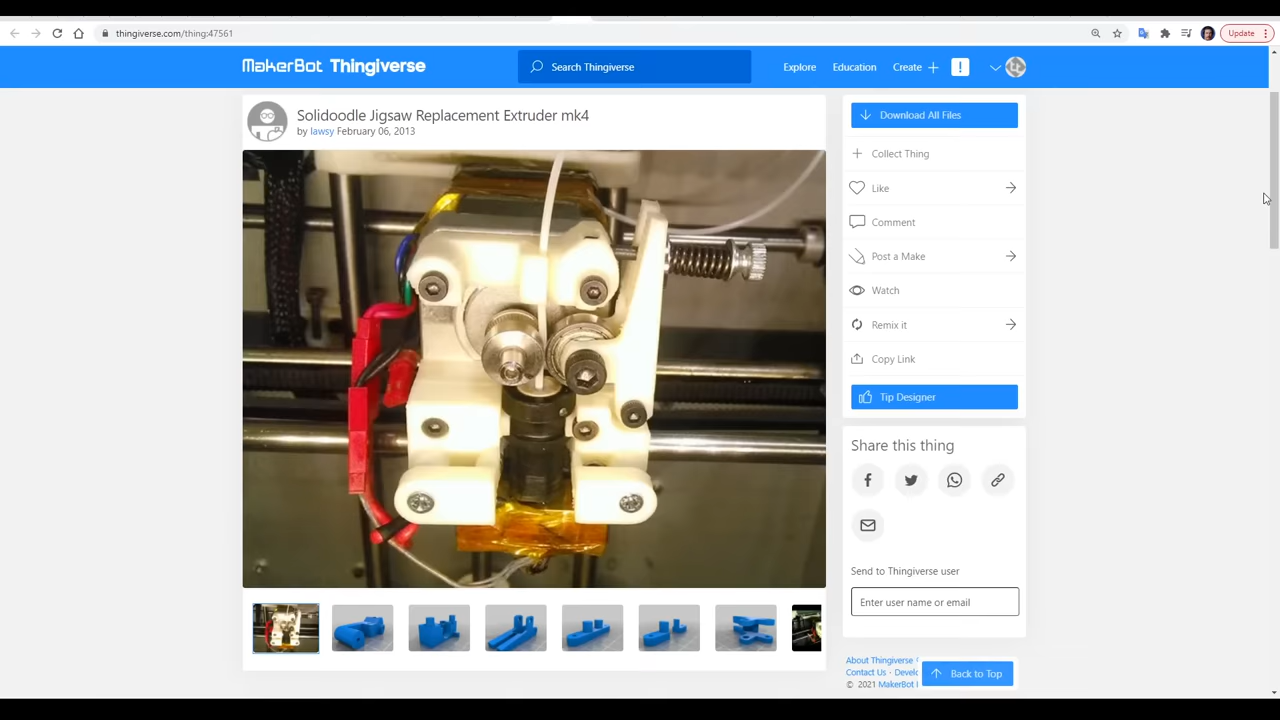 thingiverse.com/thing:47561
Update
MakerBot Thingiverse
Search Thingiverse
Explore
Education
Create
!
Solidoodle Jigsaw Replacement Extruder mk4
by lawsy February 06, 2013
Download All Files
Collect Thing
Like
Comment
Post a Make
Watch
Remix it
Copy Link
Tip Designer
Share this thing
Send to Thingiverse user
Enter user name or email
About Thingiverse
Contact Us · Develo
© 2021 MakerBot
Back to Top